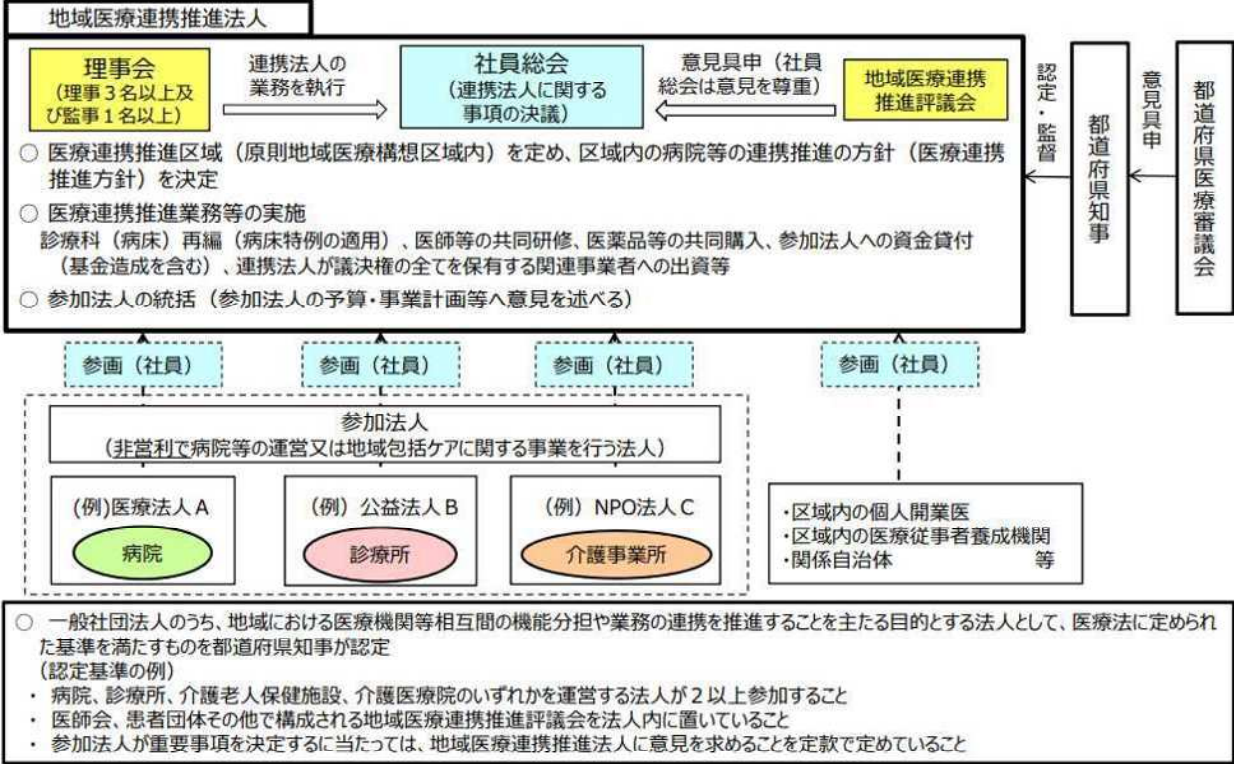 地域医療連携推進法人
理事会
（理事３名以上及
び監事１名以上）
連携法人の
業務を執行
社員総会
（連携法人に関する
事項の決議）
意見具申（社員
総会は意見を尊重）
地域医療連携
推進評議会
認定・監督
都道府県知事
意見具申
都道府県医療審議会
○ 医療連携推進区域（原則地域医療構想区域内）を定め、区域内の病院等の連携推進の方針（医療連携
推進方針）を決定
○ 医療連携推進業務等の実施
診療科（病床）再編（病床特例の適用）、医師等の共同研修、医薬品等の共同購入、参加法人への資金貸付
（基金造成を含む）、連携法人が議決権の全てを保有する関連事業者への出資等
○ 参加法人の統括（参加法人の予算・事業計画等へ意見を述べる）
参画（社員）
参画（社員）
参画（社員）
参画（社員）
参加法人
（非営利で病院等の運営又は地域包括ケアに関する事業を行う法人）
(例)医療法人Ａ
病院
（例）公益法人Ｂ
診療所
（例）NPO法人Ｃ
介護事業所
・区域内の個人開業医
・区域内の医療従事者養成機関
・関係自治体　　　　　　　等
○ 一般社団法人のうち、地域における医療機関等相互間の機能分担や業務の連携を推進することを主たる目的とする法人として、医療法に定められ
た基準を満たすものを都道府県知事が認定
（認定基準の例）
・ 病院、診療所、介護老人保健施設、介護医療院のいずれかを運営する法人が２以上参加すること
・ 医師会、患者団体その他で構成される地域医療連携推進評議会を法人内に置いていること
・ 参加法人が重要事項を決定するに当たっては、地域医療連携推進法人に意見を求めることを定款で定めていること